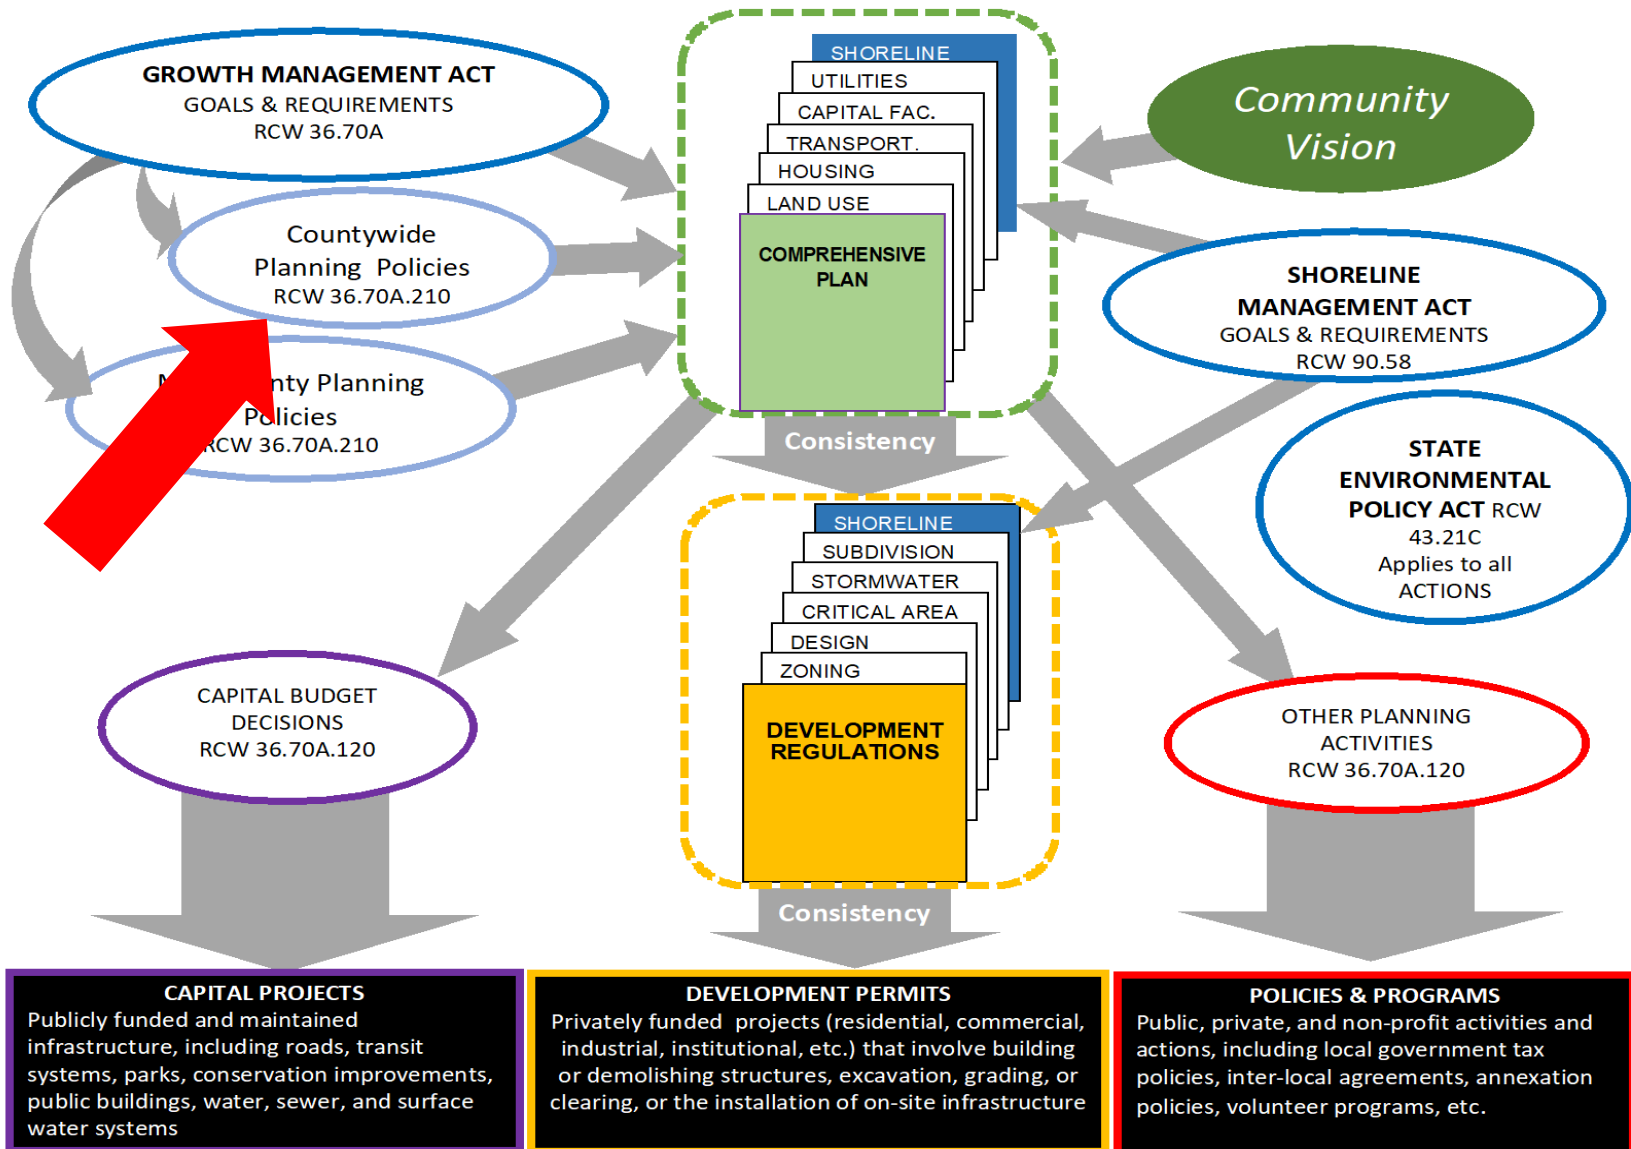 GROWTH MANAGEMENT ACT
GOALS & REQUIREMENTS
RCW 36.70A
Countywide
Planning Policies
RCW 36.70A.210
nty Planning
Policies
RCW 36.70A.210
SHORELINE
UTILITIES
CAPITAL FAC.
TRANSPORT.
HOUSING
LAND USE
COMPREHENSIVE
PLAN
Consistency
Community
Vision
SHORELINE
MANAGEMENT ACT
GOALS & REQUIREMENTS
RCW 90.58
STATE
ENVIRONMENTAL
POLICY ACT RCW
43.21C
Applies to all
ACTIONS
SHORELINE
SUBDIVISION
STORMWATER
CRITICAL AREA
DESIGN
ZONING
DEVELOPMENT
REGULATIONS
Consistency
CAPITAL BUDGET
DECISIONS
RCW 36.70A.120
OTHER PLANNING
ACTIVITIES
RCW 36.70A.120
CAPITAL PROJECTS
Publicly funded and maintained
infrastructure, including roads, transit
systems, parks, conservation improvements,
public buildings, water, sewer, and surface
water systems
DEVELOPMENT PERMITS
Privately funded projects (residential, commercial,
industrial, institutional, etc.) that involve building
or demolishing structures, excavation, grading, or
clearing, or the installation of on-site infrastructure
POLICIES & PROGRAMS
Public, private, and non-profit activities and
actions, including local government tax
policies, inter-local agreements, annexation
policies, volunteer programs, etc.